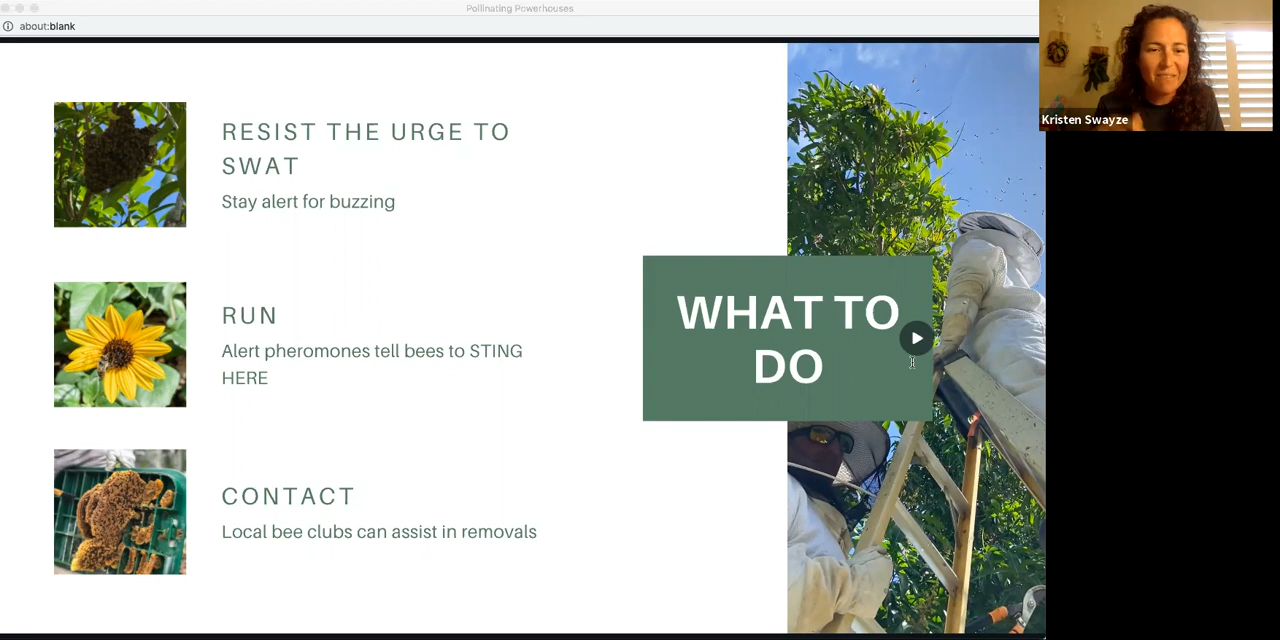 Pollinating Powerhouses
about:blank
Kristen Swayze
RESIST THE URGE TO
SWAT
Stay alert for buzzing
RUN
Alert pheromones tell bees to STING
HERE
CONTACT
Local bee clubs can assist in removals
WHAT TO
DO